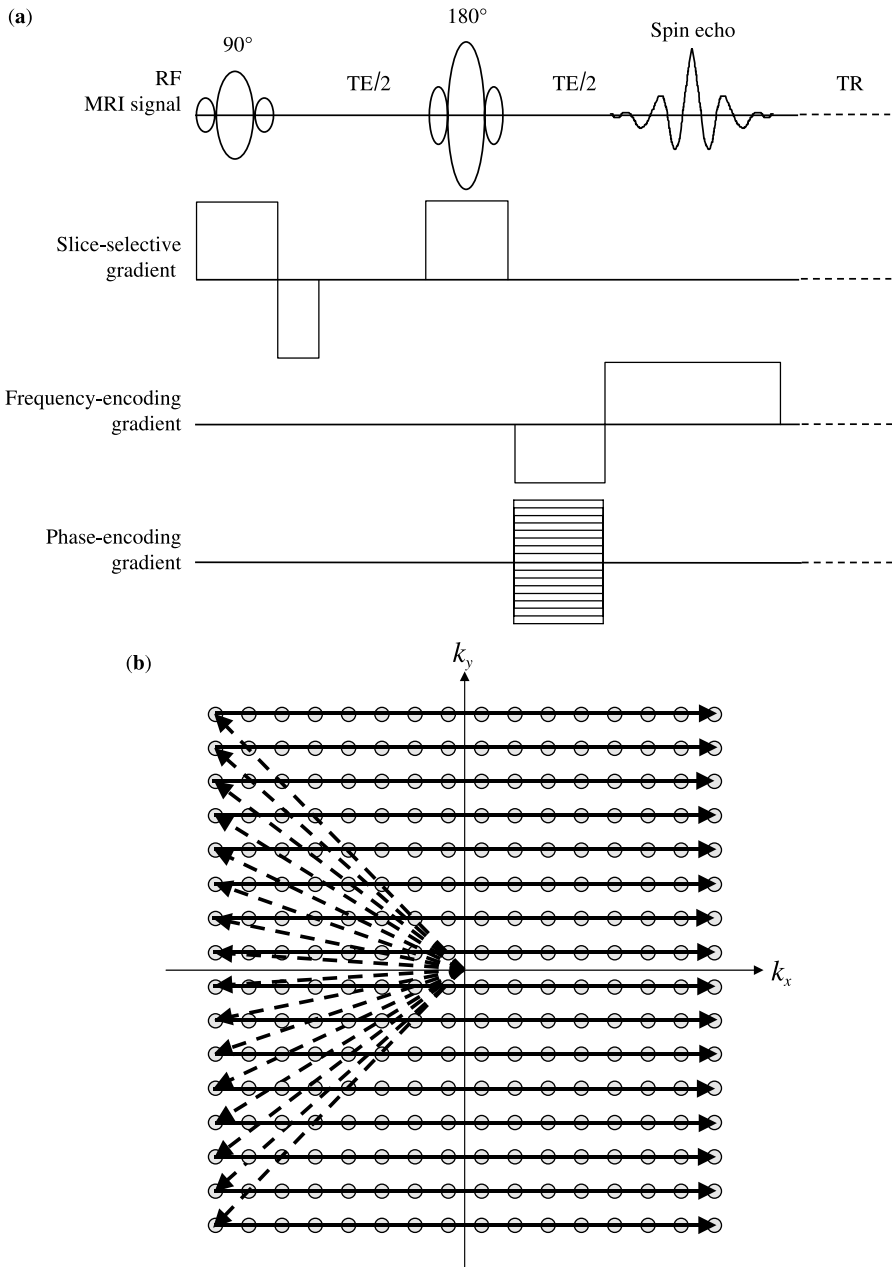 (a)
90°
180°
Spin echo
RF
MRI signal
TE/2
TE/2
TR
Slice-selective
gradient
Frequency-encoding
gradient
Phase-encoding
gradient
(b)
ky
kx